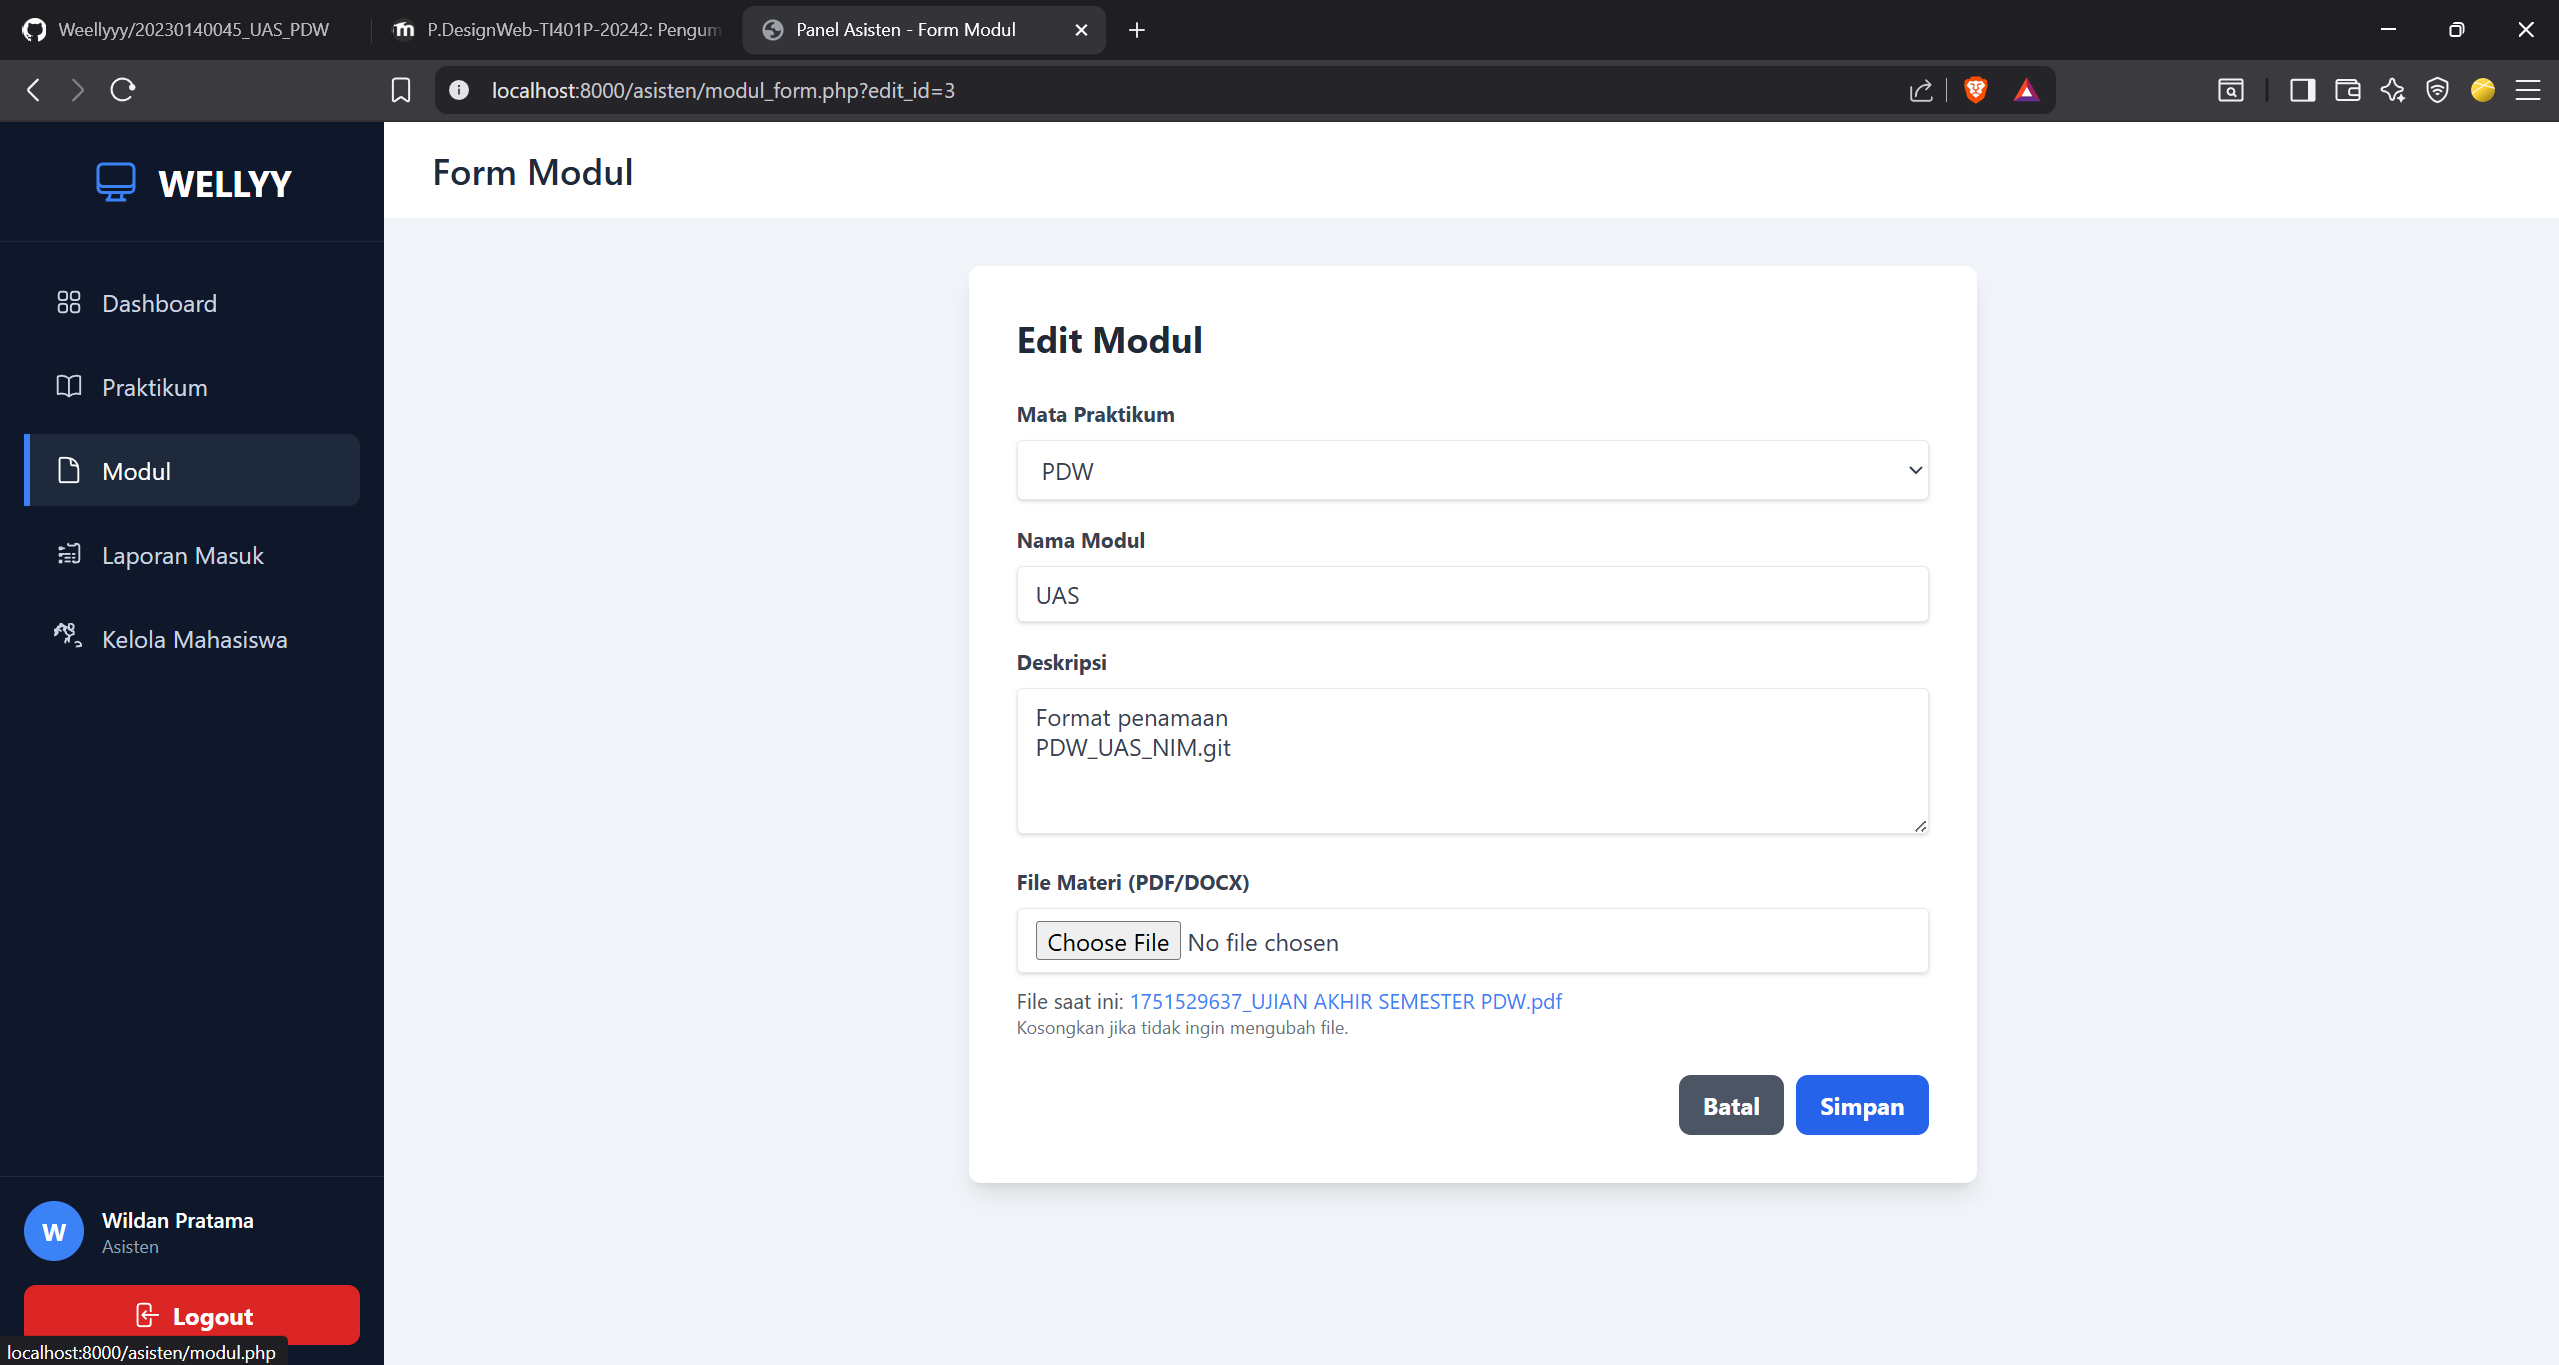 Weellyyy/20230140045_UAS_PDW
P.DesignWeb-TI401P-20242: Pengum
Panel Asisten - Form Modul
localhost:8000/asisten/modul_form.php?edit_id=3
WELLYY
Dashboard
Praktikum
Modul
Laporan Masuk
Kelola Mahasiswa
Wildan Pratama
W
Asisten
Logout
localhost:8000/asisten/modul.php
Form Modul
Edit Modul
Mata Praktikum
PDW
Nama Modul
UAS
Deskripsi
Format penamaan
PDW_UAS_NIM.git
File Materi (PDF/DOCX)
Choose File No file chosen
File saat ini: 1751529637_UJIAN AKHIR SEMESTER PDW.pdf
Kosongkan jika tidak ingin mengubah file.
Batal
Simpan